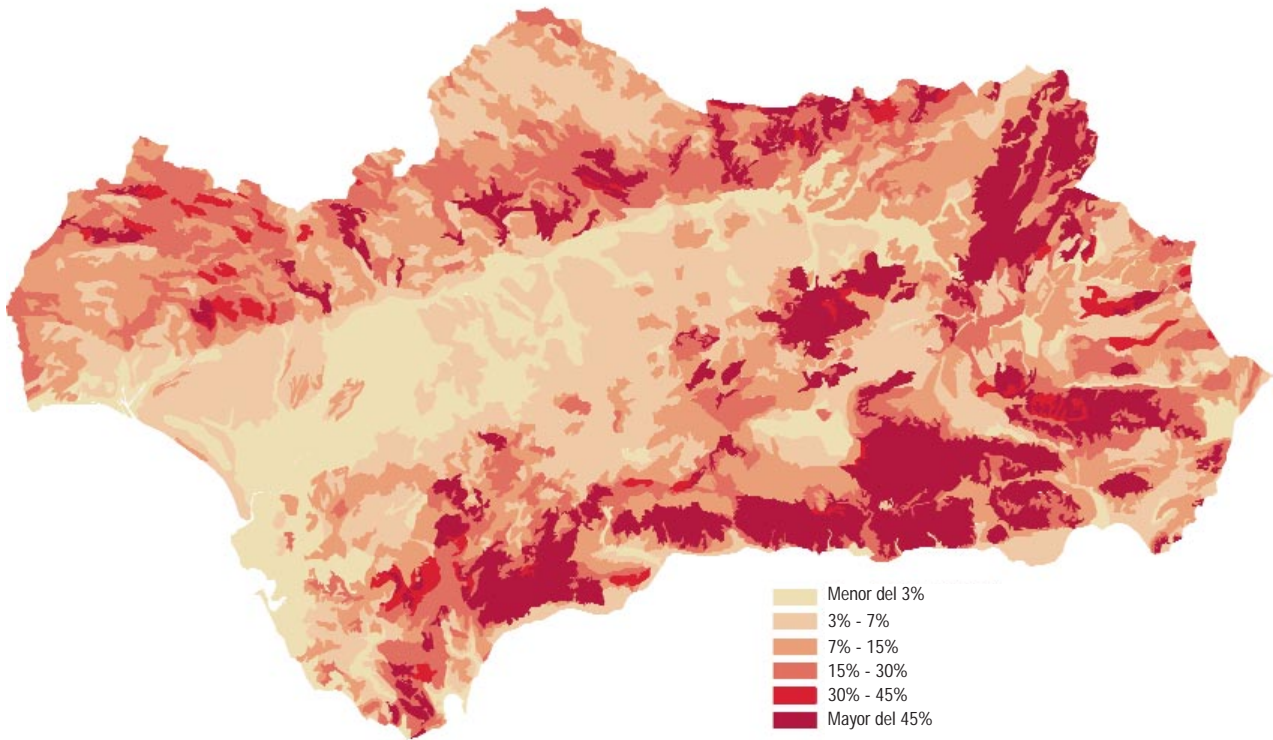 Menor del 3%
3% - 7%
7% - 15%
15% - 30%
30% - 45%
Mayor del 45%